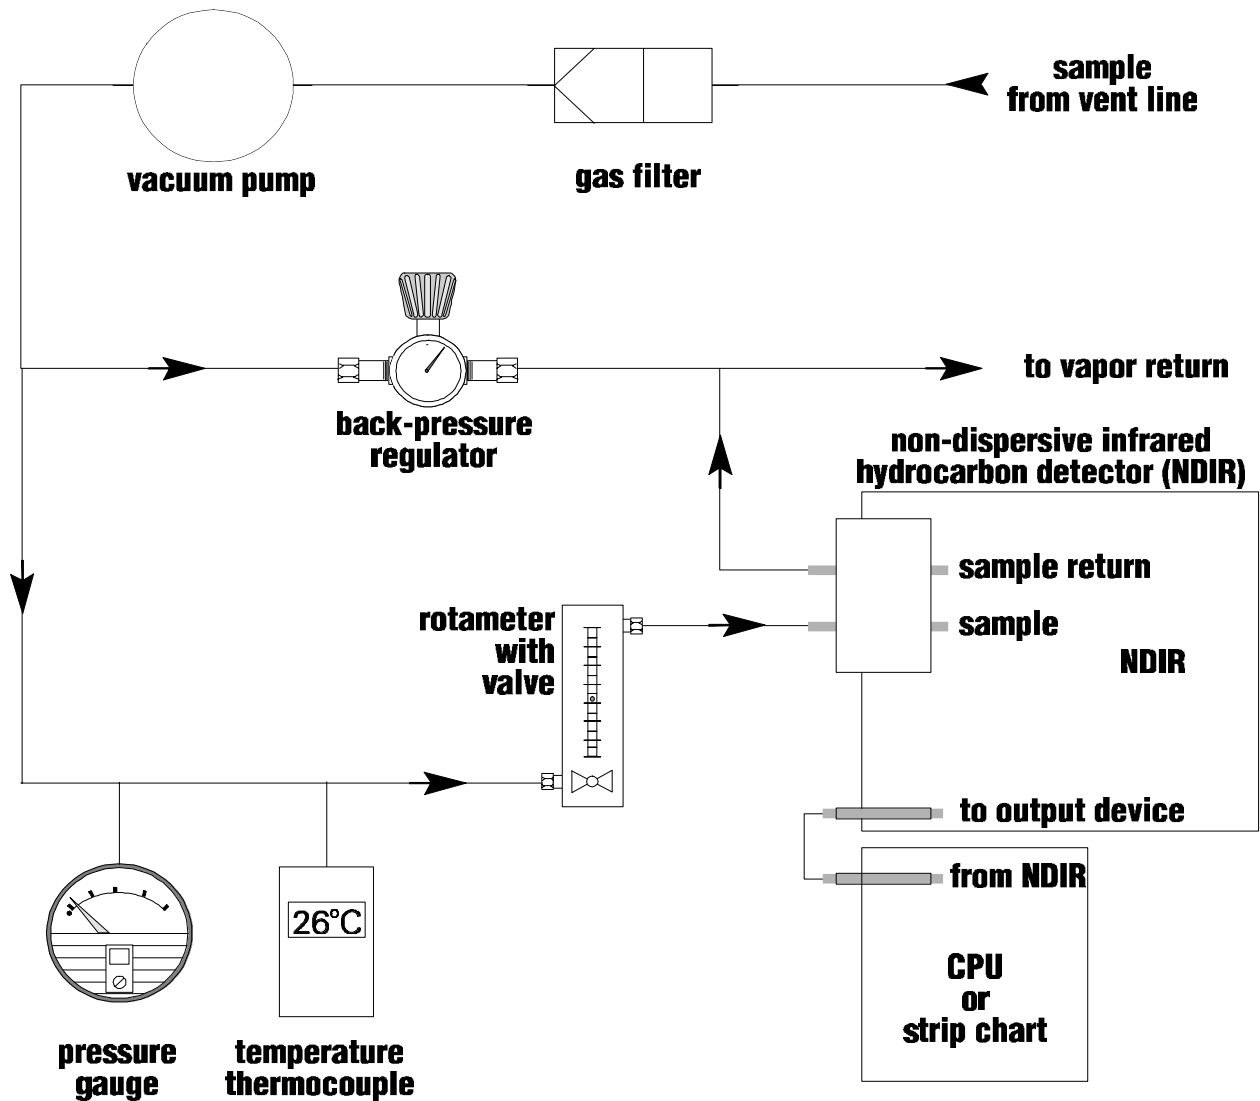 sample
from vent line
vacuum pump
gas filter
to vapor return
back-pressure
regulator
non-dispersive infrared
hydrocarbon detector (NDIR)
sample return
rotameter
with
valve
sample
NDIR
to output device
from NDIR
26°C
CPU
or
strip chart
pressure
gauge
temperature
thermocouple